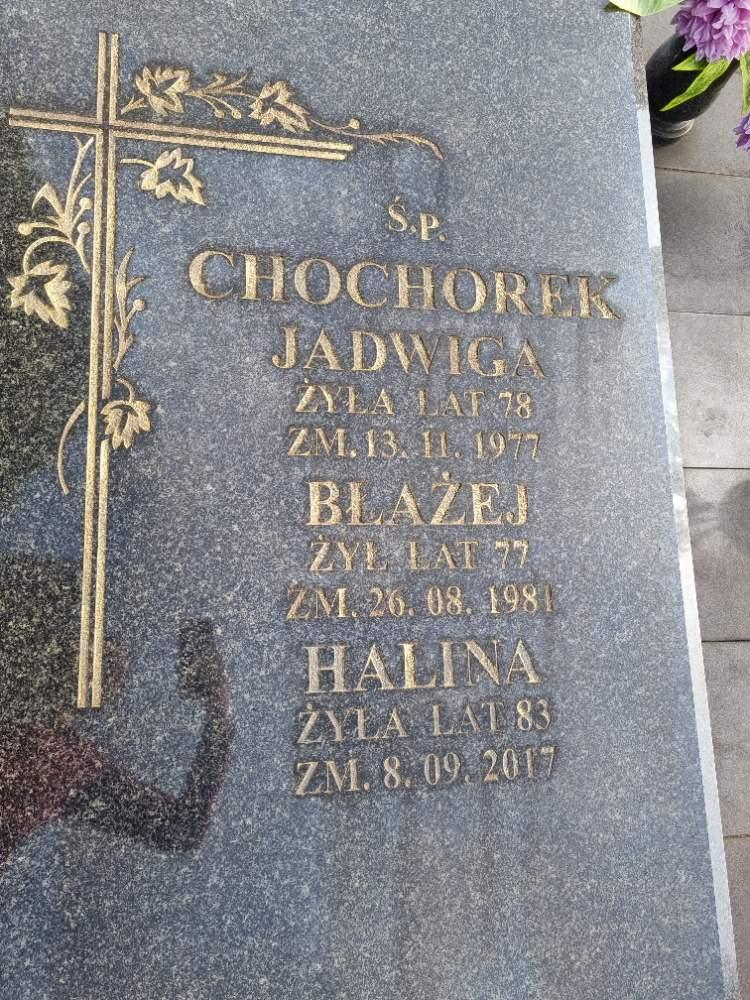 Ś.P.
CHOCHOREK
JADWIGA
ŻYŁA LAT 78
ZM. 13. 11. 1977
BŁAŻEJ
ŻYŁ LAT 77
ZM. 26. 08. 1981
HALINA
ŻYŁA LAT 83
ZM. 8. 09. 2017